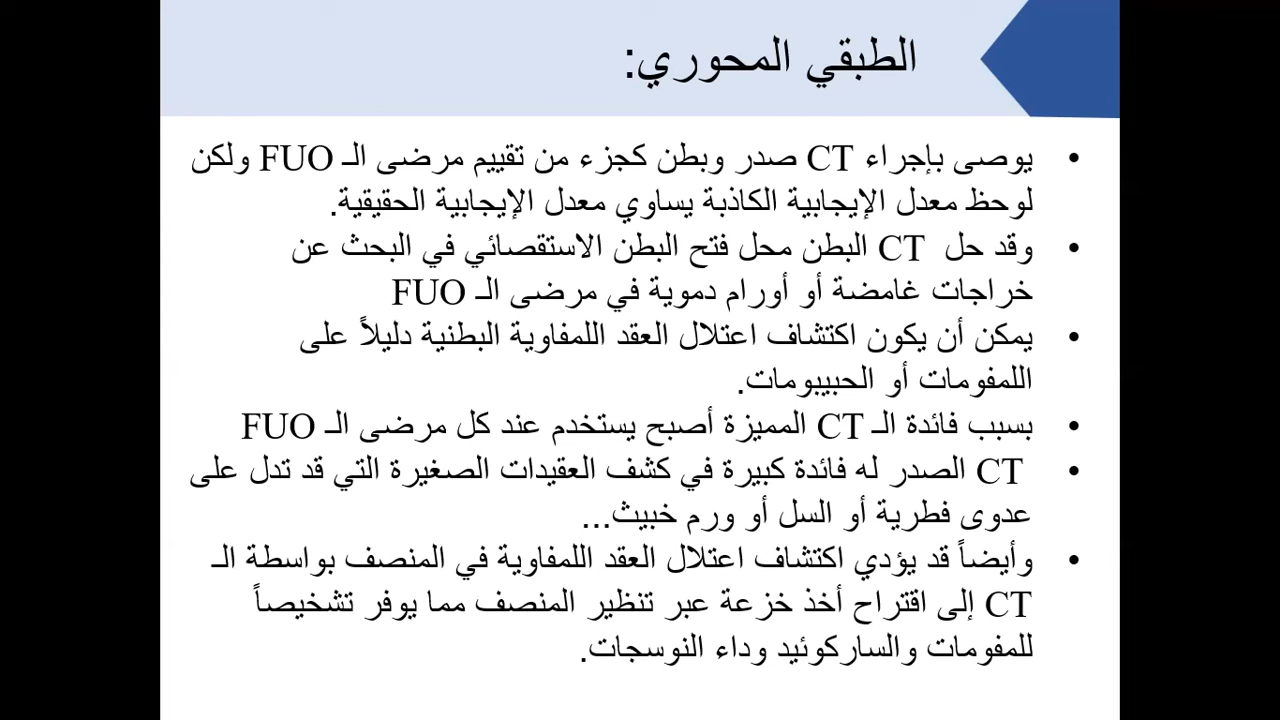 الطبقي المحوري:
• يوصى بإجراء CT صدر وبطن كجزء من تقييم مرضى الـ FUO ولكن
لوحظ معدل الإيجابية الكاذبة يساوي معدل الإيجابية الحقيقية.
• وقد حل CT البطن محل فتح البطن الاستقصائي في البحث عن
خراجات غامضة أو أورام دموية في مرضى الـ FUO
• يمكن أن يكون اكتشاف اعتلال العقد اللمفاوية البطنية دليلاً على
اللمفومات أو الحبيبومات.
• بسبب فائدة الـ CT المميزة أصبح يستخدم عند كل مرضى الـ FUO
• CT الصدر له فائدة كبيرة في كشف العقيدات الصغيرة التي قد تدل على
عدوى فطرية أو السل أو ورم خبيث...
• وأيضاً قد يؤدي اكتشاف اعتلال العقد اللمفاوية في المنصف بواسطة الـ
CT إلى اقتراح أخذ خزعة عبر تنظير المنصف مما يوفر تشخيصاً
للمفومات والساركوئيد وداء النوسجات.